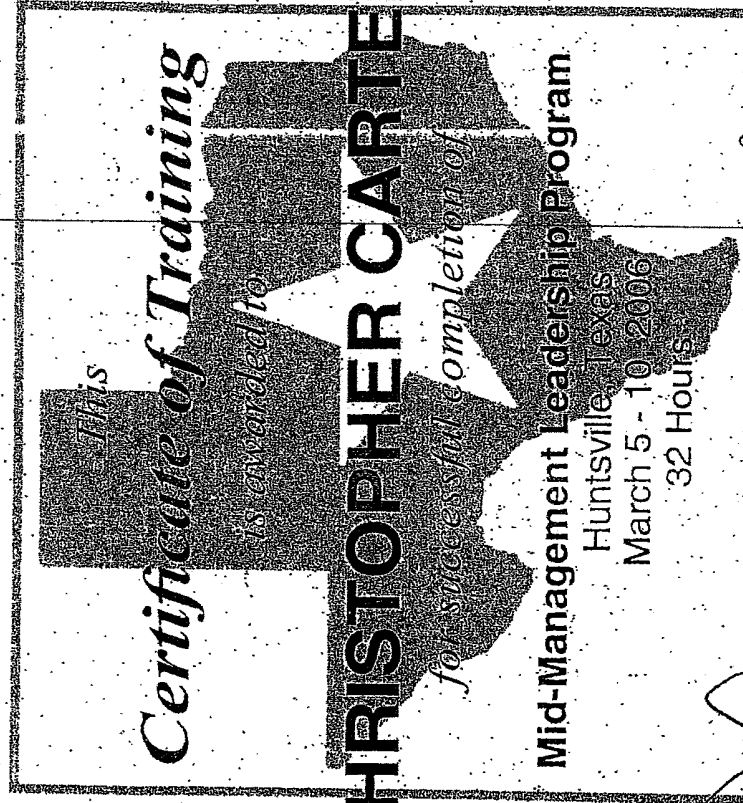 This
Certificate of Training
is awarded to
HRISTOPHER CARTE
for successful completion of
Mid-Management Leadership Program
Huntsville, Texas
March 5 - 10, 2006
32 Hours